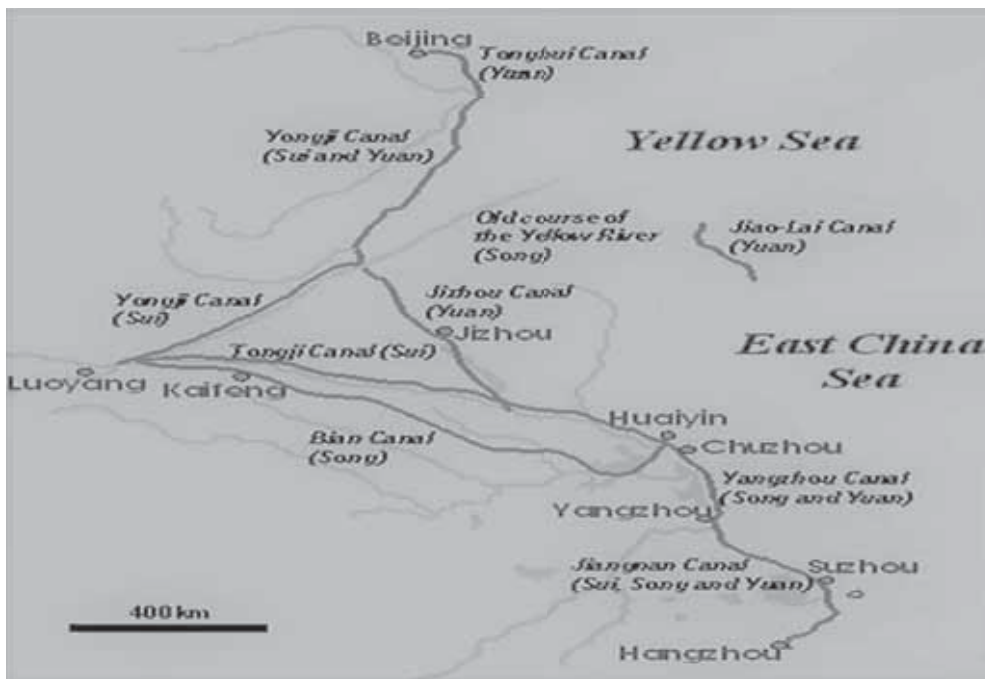 Beijing
Tonghui Canal
(Yuan)
Yongji Canal
(Sui and Yuan)
Yellow Sea
Old course of
the Yellow River
(Song)
Jiao-Lai Canal
(Yuan)
Yongji Canal
(Sui)
Jizhou Canal
(Yuan)
Jizhou
Tongji Canal (Sui)
East China
Sea
Luoyang
Kaifeng
Huaiyin
Bian Canal
(Song)
Chuzhou
Yangzhou Canal
(Song and Yuan)
Yangzhou
Jiangnan Canal
(Sui, Song and Yuan)
Suzhou
400 km
Hangzhou